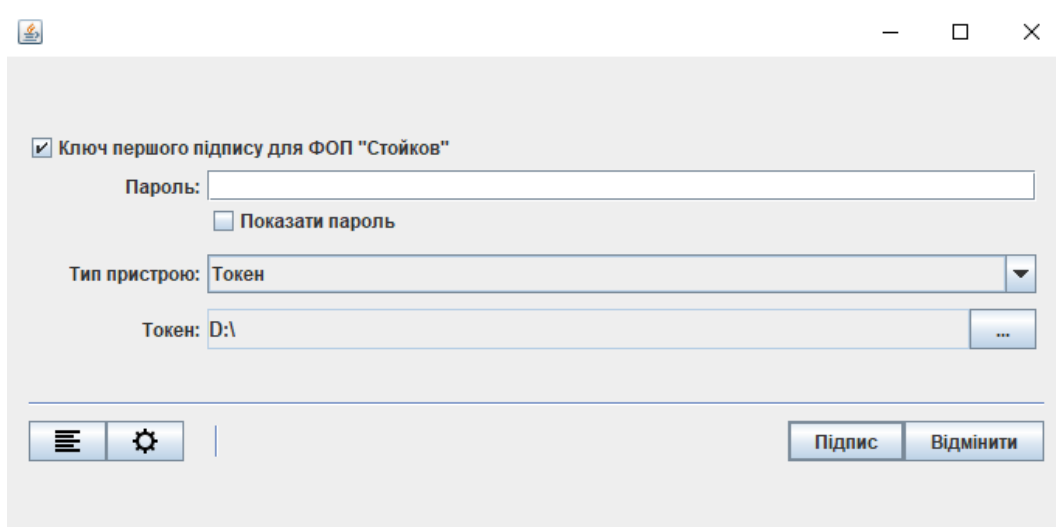 Ключ першого підпису для ФОП "Стойков"
Пароль:
Показати пароль
Тип пристрою: Токен
Токен: D:\ ...
Підпис Відмінити